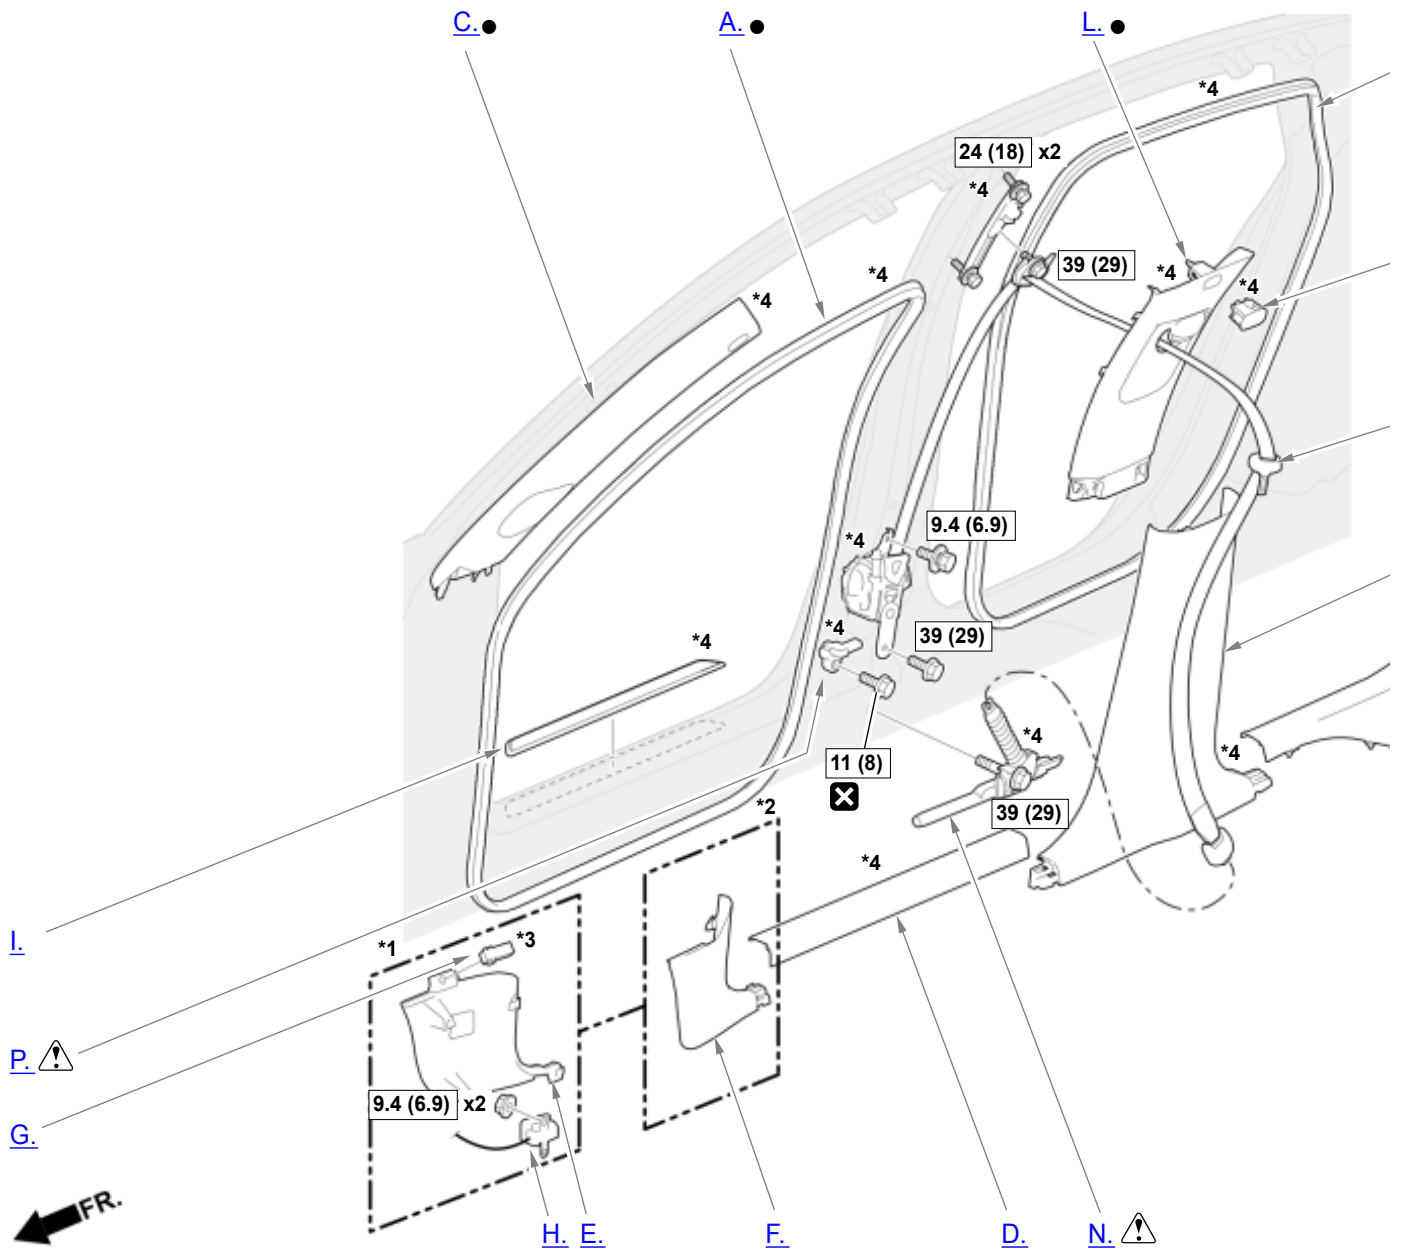 C. ●
A. ●
L. ●
*4
24 (18) x2
*4
39 (29)
*4
*4
*4
*4
9.4 (6.9)
*4
*4
39 (29)
*4
*4
*4
11 (8)
39 (29)
*2
*4
I.
*1
*3
P.
9.4 (6.9) x2
G.
FR.
H.
E.
F.
D.
N.